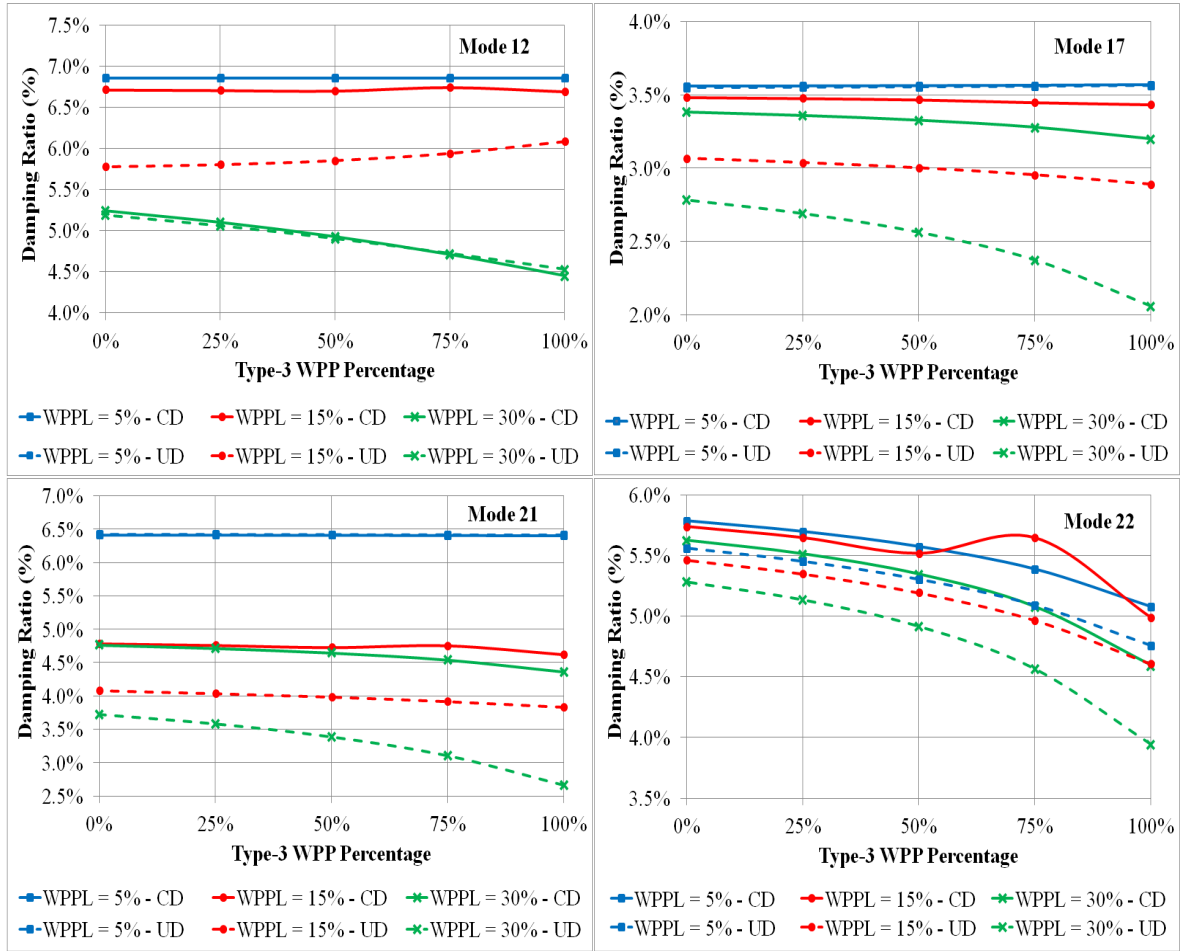 Mode 12
Damping Ratio (%)
7.5%
7.0%
6.5%
6.0%
5.5%
5.0%
4.5%
4.0%
0% 25% 50% 75% 100%
Type-3 WPP Percentage
WPPL = 5% - CD WPPL = 15% - CD WPPL = 30% - CD
WPPL = 5% - UD WPPL = 15% - UD WPPL = 30% - UD
Mode 17
Damping Ratio (%)
4.0%
3.5%
3.0%
2.5%
2.0%
0% 25% 50% 75% 100%
Type-3 WPP Percentage
WPPL = 5% - CD WPPL = 15% - CD WPPL = 30% - CD
WPPL = 5% - UD WPPL = 15% - UD WPPL = 30% - UD
Mode 21
Damping Ratio (%)
7.0%
6.5%
6.0%
5.5%
5.0%
4.5%
4.0%
3.5%
3.0%
2.5%
0% 25% 50% 75% 100%
Type-3 WPP Percentage
WPPL = 5% - CD WPPL = 15% - CD WPPL = 30% - CD
WPPL = 5% - UD WPPL = 15% - UD WPPL = 30% - UD
Mode 22
Damping Ratio (%)
6.0%
5.5%
5.0%
4.5%
4.0%
3.5%
0% 25% 50% 75% 100%
Type-3 WPP Percentage
WPPL = 5% - CD WPPL = 15% - CD WPPL = 30% - CD
WPPL = 5% - UD WPPL = 15% - UD WPPL = 30% - UD